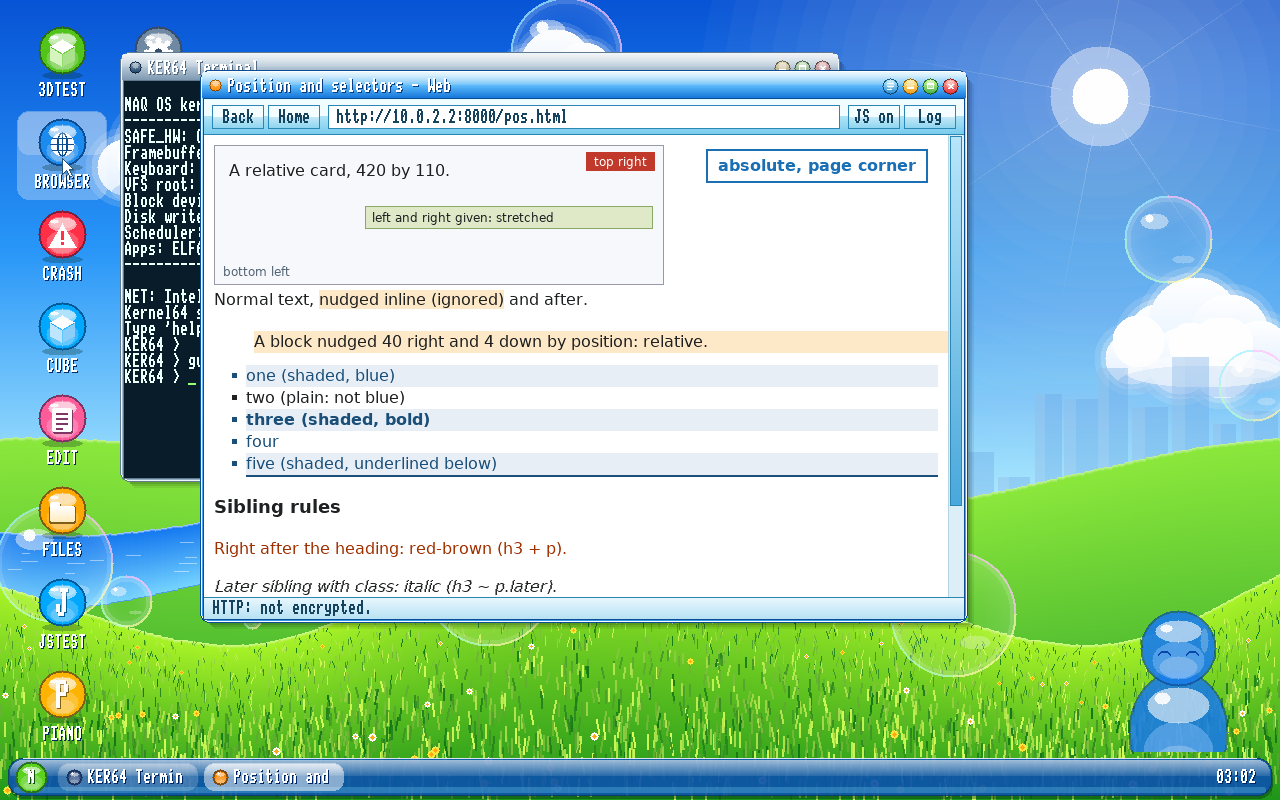 3DTEST
BROWSER
CRASH
CUBE
EDIT
FILES
JSTEST
PIANO
KER64 Terminal
NAQ OS
SAFE_HW:
Keyboard:
VFS root:
Block
Disk
Scheduler:
Apps:
NET:
Kernel64
Type 'help
KER64 >
KER64 >
KER64 > _
Position and selectors - Web
Back Home http://10.0.2.2:8000/pos.html JS on Log
A relative card, 420 by 110.
top right
absolute, page corner
left and right given: stretched
bottom left
Normal text, nudged inline (ignored) and after.
A block nudged 40 right and 4 down by position: relative.
one (shaded, blue)
two (plain: not blue)
three (shaded, bold)
four
five (shaded, underlined below)
Sibling rules
Right after the heading: red-brown (h3 + p).
Later sibling with class: italic (h3 ~ p.later).
HTTP: not encrypted.
N KER64 Termin Position and 03:02